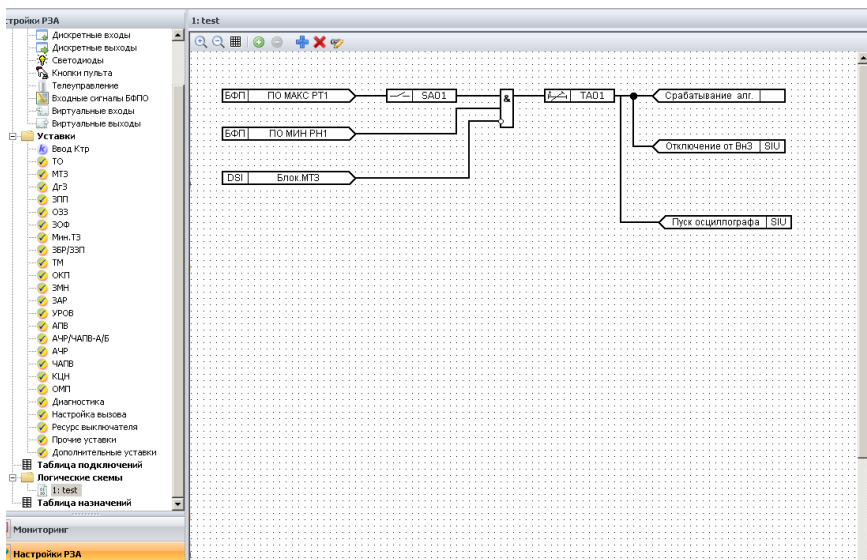 стройки РЗА
Дискретные входы
Дискретные выходы
Светодиоды
Кнопки пульта
Телеуправление
Входные сигналы БФПО
Виртуальные входы
Виртуальные выходы
Уставки
Ввод Ктр
ТО
МТЗ
ДгЗ
ЗПП
ОЗЗ
ЗОФ
Мин.ТЗ
ЗБР/ЗЗП
ТМ
ОКП
ЗМН
ЗАР
УРОВ
АПВ
АЧР/ЧАПВ-А/Б
АЧР
ЧАПВ
КЦН
ОМП
Диагностика
Настройка вызова
Ресурс выключателя
Прочие уставки
Дополнительные уставки
Таблица подключений
Логические схемы
1: test
Таблица назначений
Мониторинг
Настройки РЗА
1: test
БФП ПО МАКС РТ1 SA01 & TA01 Срабатывание алг.
БФП ПО МИН РН1
Отключение от ВнЗ SIU
DSI Блок.МТЗ
Пуск осциллографа SIU